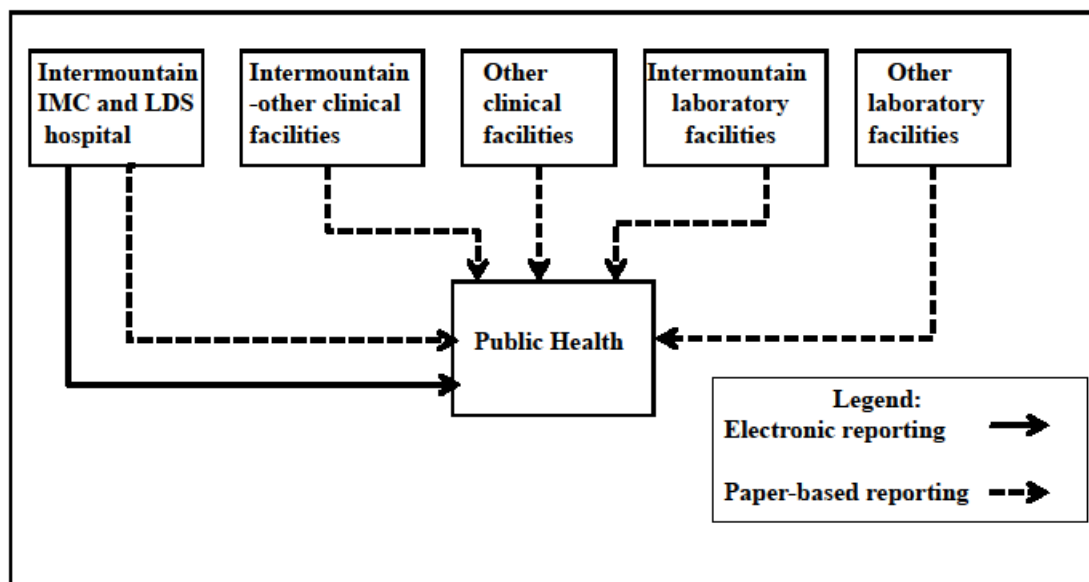 Intermountain
IMC and LDS
hospital
Intermountain
-other clinical
facilities
Other
clinical
facilities
Intermountain
laboratory
facilities
Other
laboratory
facilities
Public Health
Legend:
Electronic reporting
Paper-based reporting